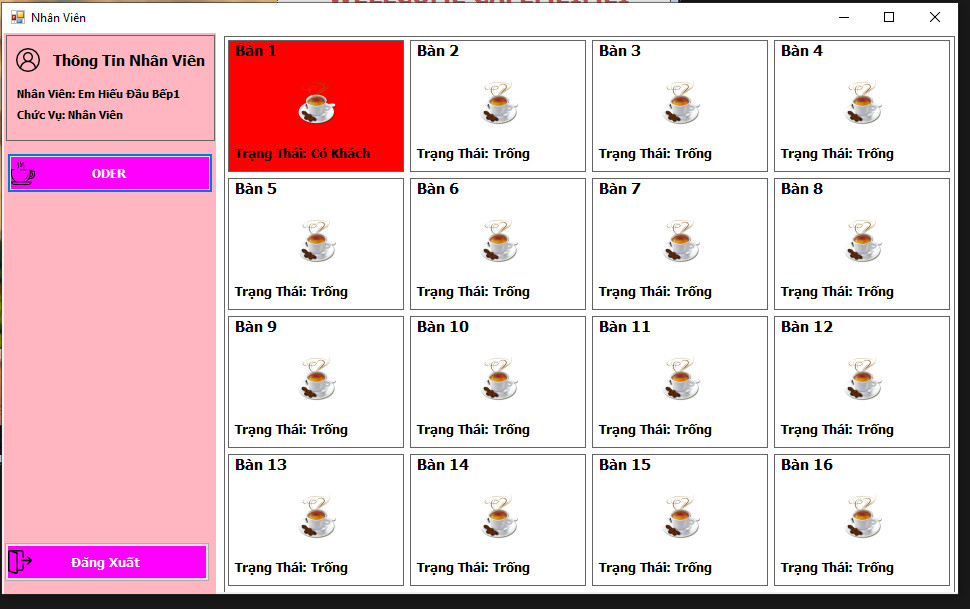 Nhân Viên
Thông Tin Nhân Viên
Nhân Viên: Em Hiếu Đầu Bếp1
Chức Vụ: Nhân Viên
ODER
Đăng Xuất
Bàn 1
Bàn 2
Bàn 3
Bàn 4
Trạng Thái: Có Khách
Trạng Thái: Trống
Trạng Thái: Trống
Trạng Thái: Trống
Bàn 5
Bàn 6
Bàn 7
Bàn 8
Trạng Thái: Trống
Trạng Thái: Trống
Trạng Thái: Trống
Trạng Thái: Trống
Bàn 9
Bàn 10
Bàn 11
Bàn 12
Trạng Thái: Trống
Trạng Thái: Trống
Trạng Thái: Trống
Trạng Thái: Trống
Bàn 13
Bàn 14
Bàn 15
Bàn 16
Trạng Thái: Trống
Trạng Thái: Trống
Trạng Thái: Trống
Trạng Thái: Trống